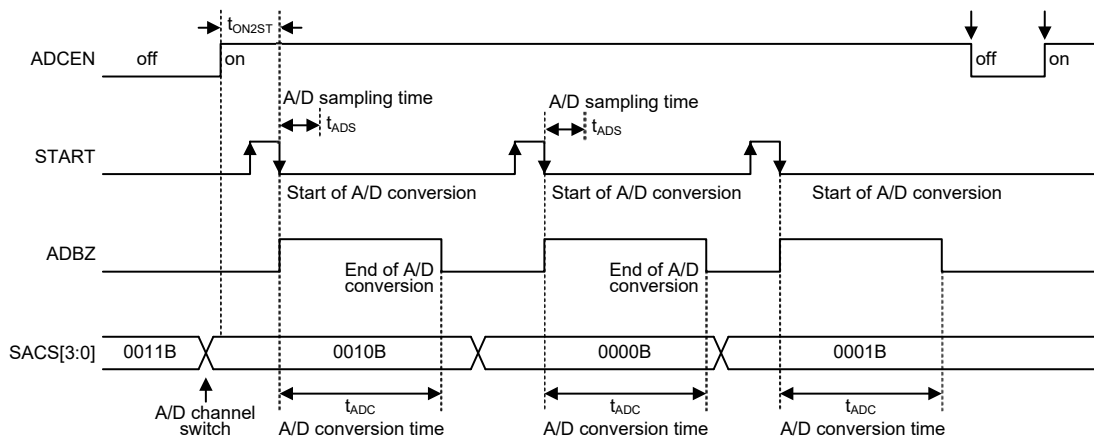 tON2ST
ADCEN off on off on
A/D sampling time A/D sampling time
tADS tADS
START
Start of A/D conversion Start of A/D conversion Start of A/D conversion
ADBZ
End of A/D conversion End of A/D conversion
SACS[3:0] 0011B 0010B 0000B 0001B
A/D channel switch
tADC tADC tADC
A/D conversion time A/D conversion time A/D conversion time